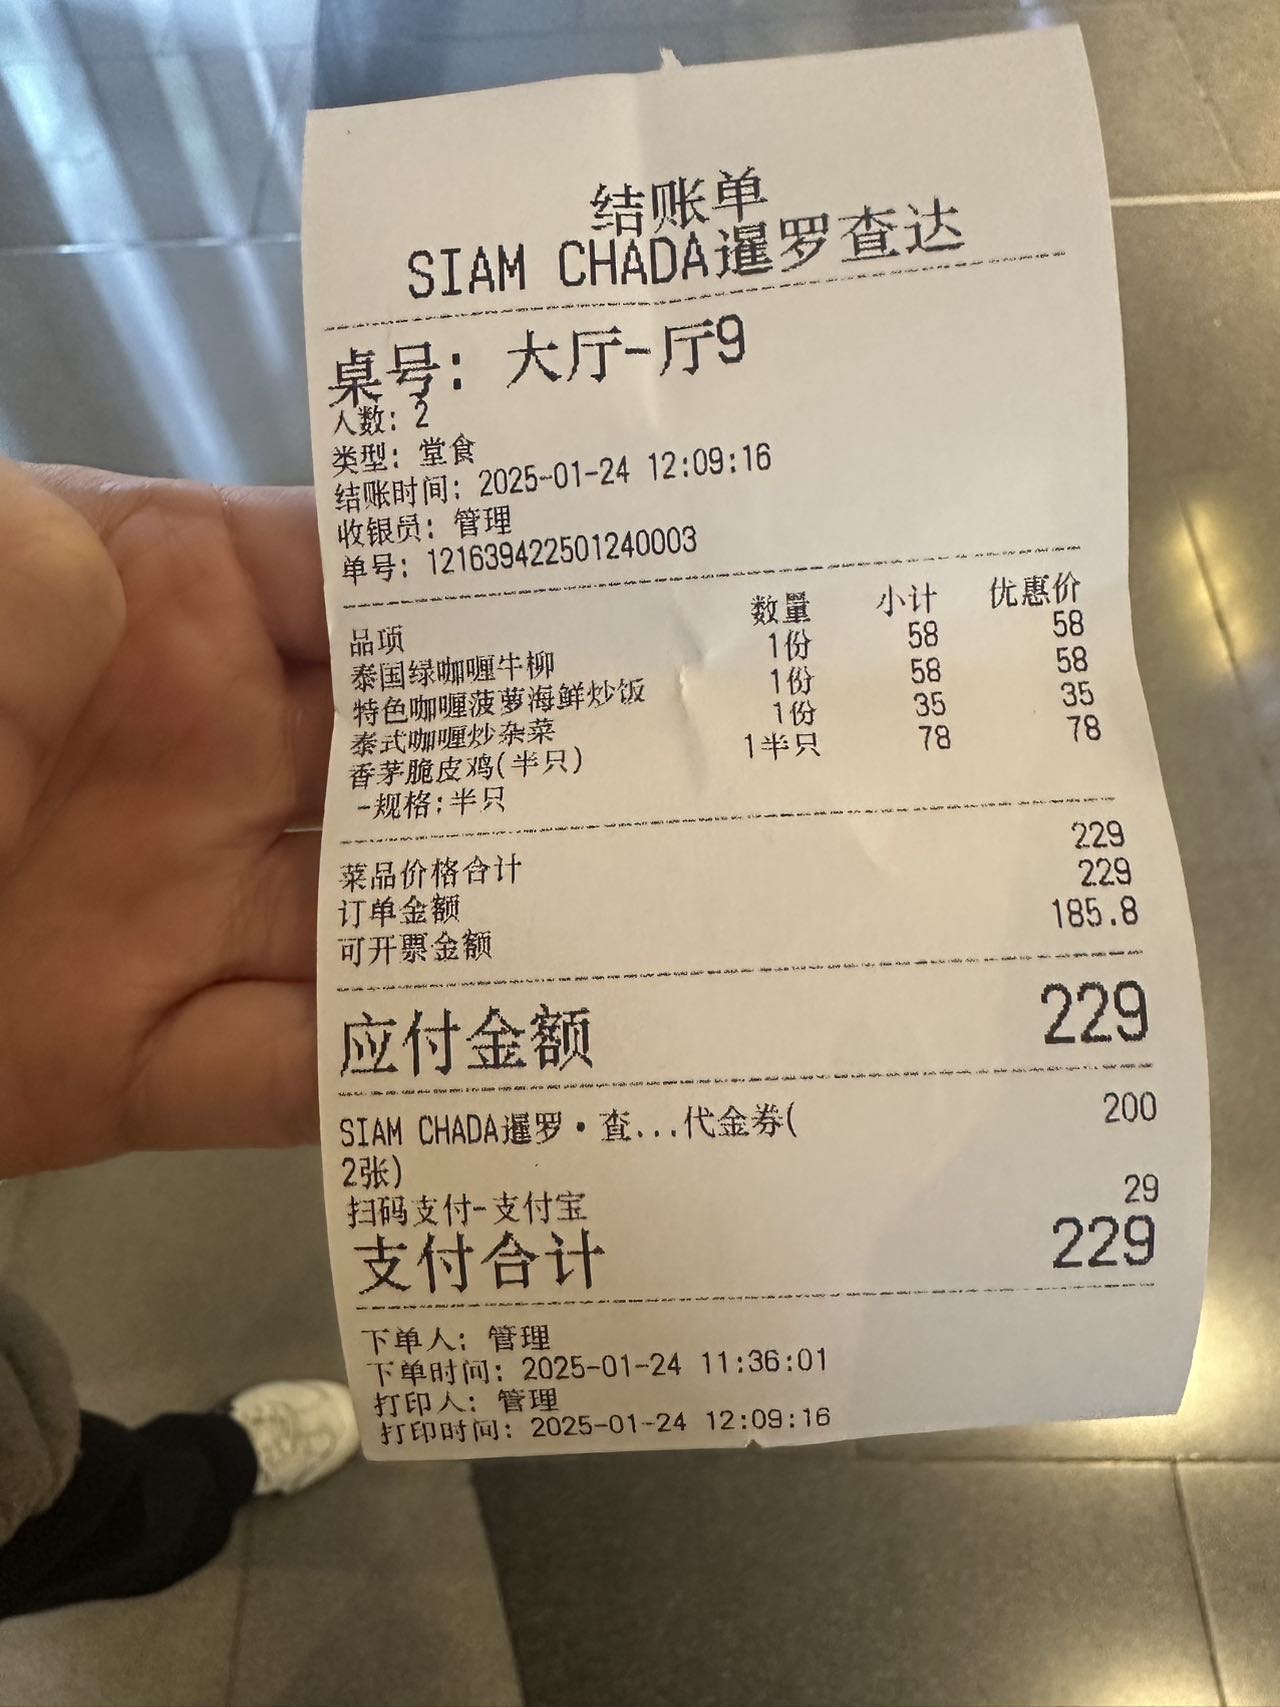 结账单
SIAM CHADA暹罗查达
桌号: 大厅-厅9
人数: 2
类型: 堂食
结账时间: 2025-01-24 12:09:16
收银员: 管理
单号: 121639422501240003
品项 数量 小计 优惠价
泰国绿咖喱牛柳 1份 58 58
特色咖喱菠萝海鲜炒饭 1份 58 58
泰式咖喱炒杂菜 1份 35 35
香茅脆皮鸡(半只) 1半只 78 78
-规格:半只
菜品价格合计 229
订单金额 229
可开票金额 185.8
应付金额 229
SIAM CHADA暹罗·查...代金券( 200
2张)
扫码支付-支付宝 29
支付合计 229
下单人: 管理
下单时间: 2025-01-24 11:36:01
打印人: 管理
打印时间: 2025-01-24 12:09:16